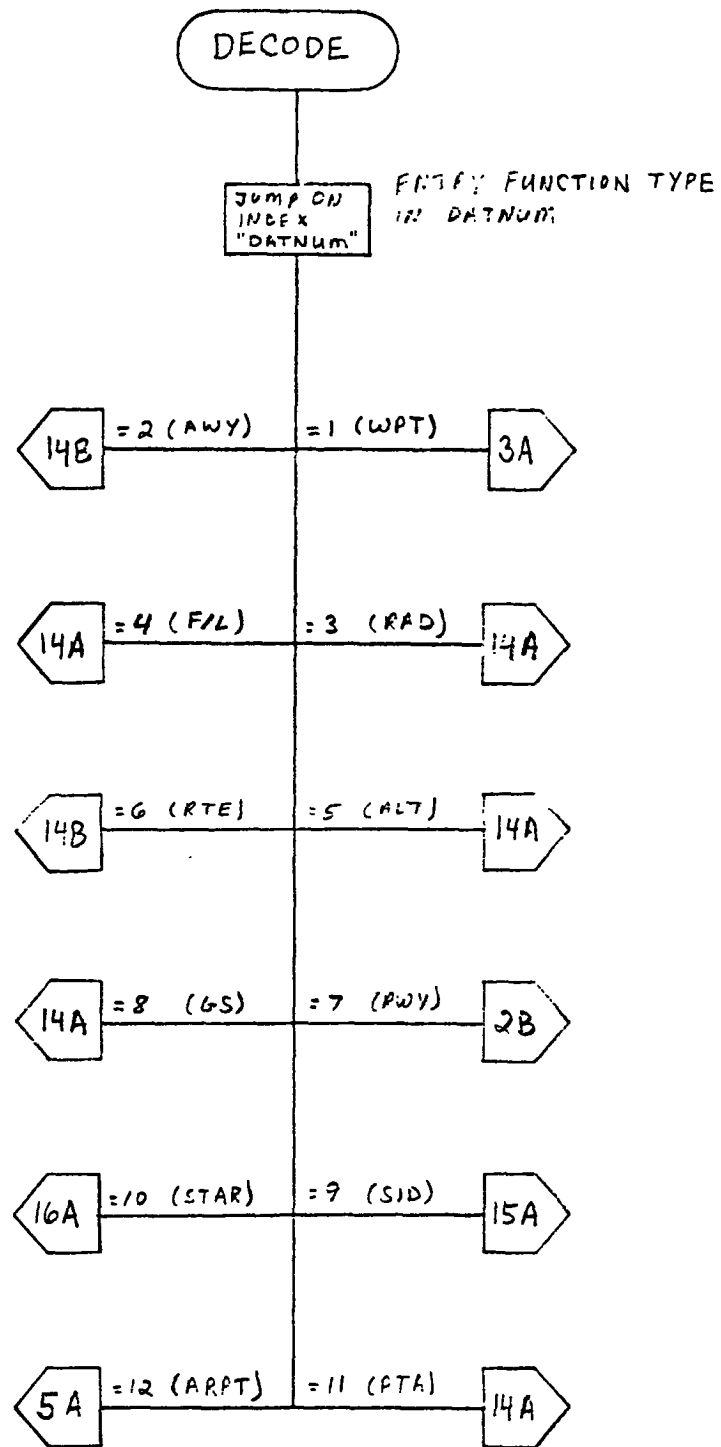 DECODE
JUMP ON
INDEX
"DATNUM"
ENTRY FUNCTION TYPE
IN DATNUM
14B =2 (AWY) =1 (WPT) 3A
14A =4 (F/L) =3 (RAD) 14A
14B =6 (RTE) =5 (ALT) 14A
14A =8 (GS) =7 (RWY) 2B
16A =10 (STAR) =9 (SID) 15A
5A =12 (ARPT) =11 (PTA) 14A